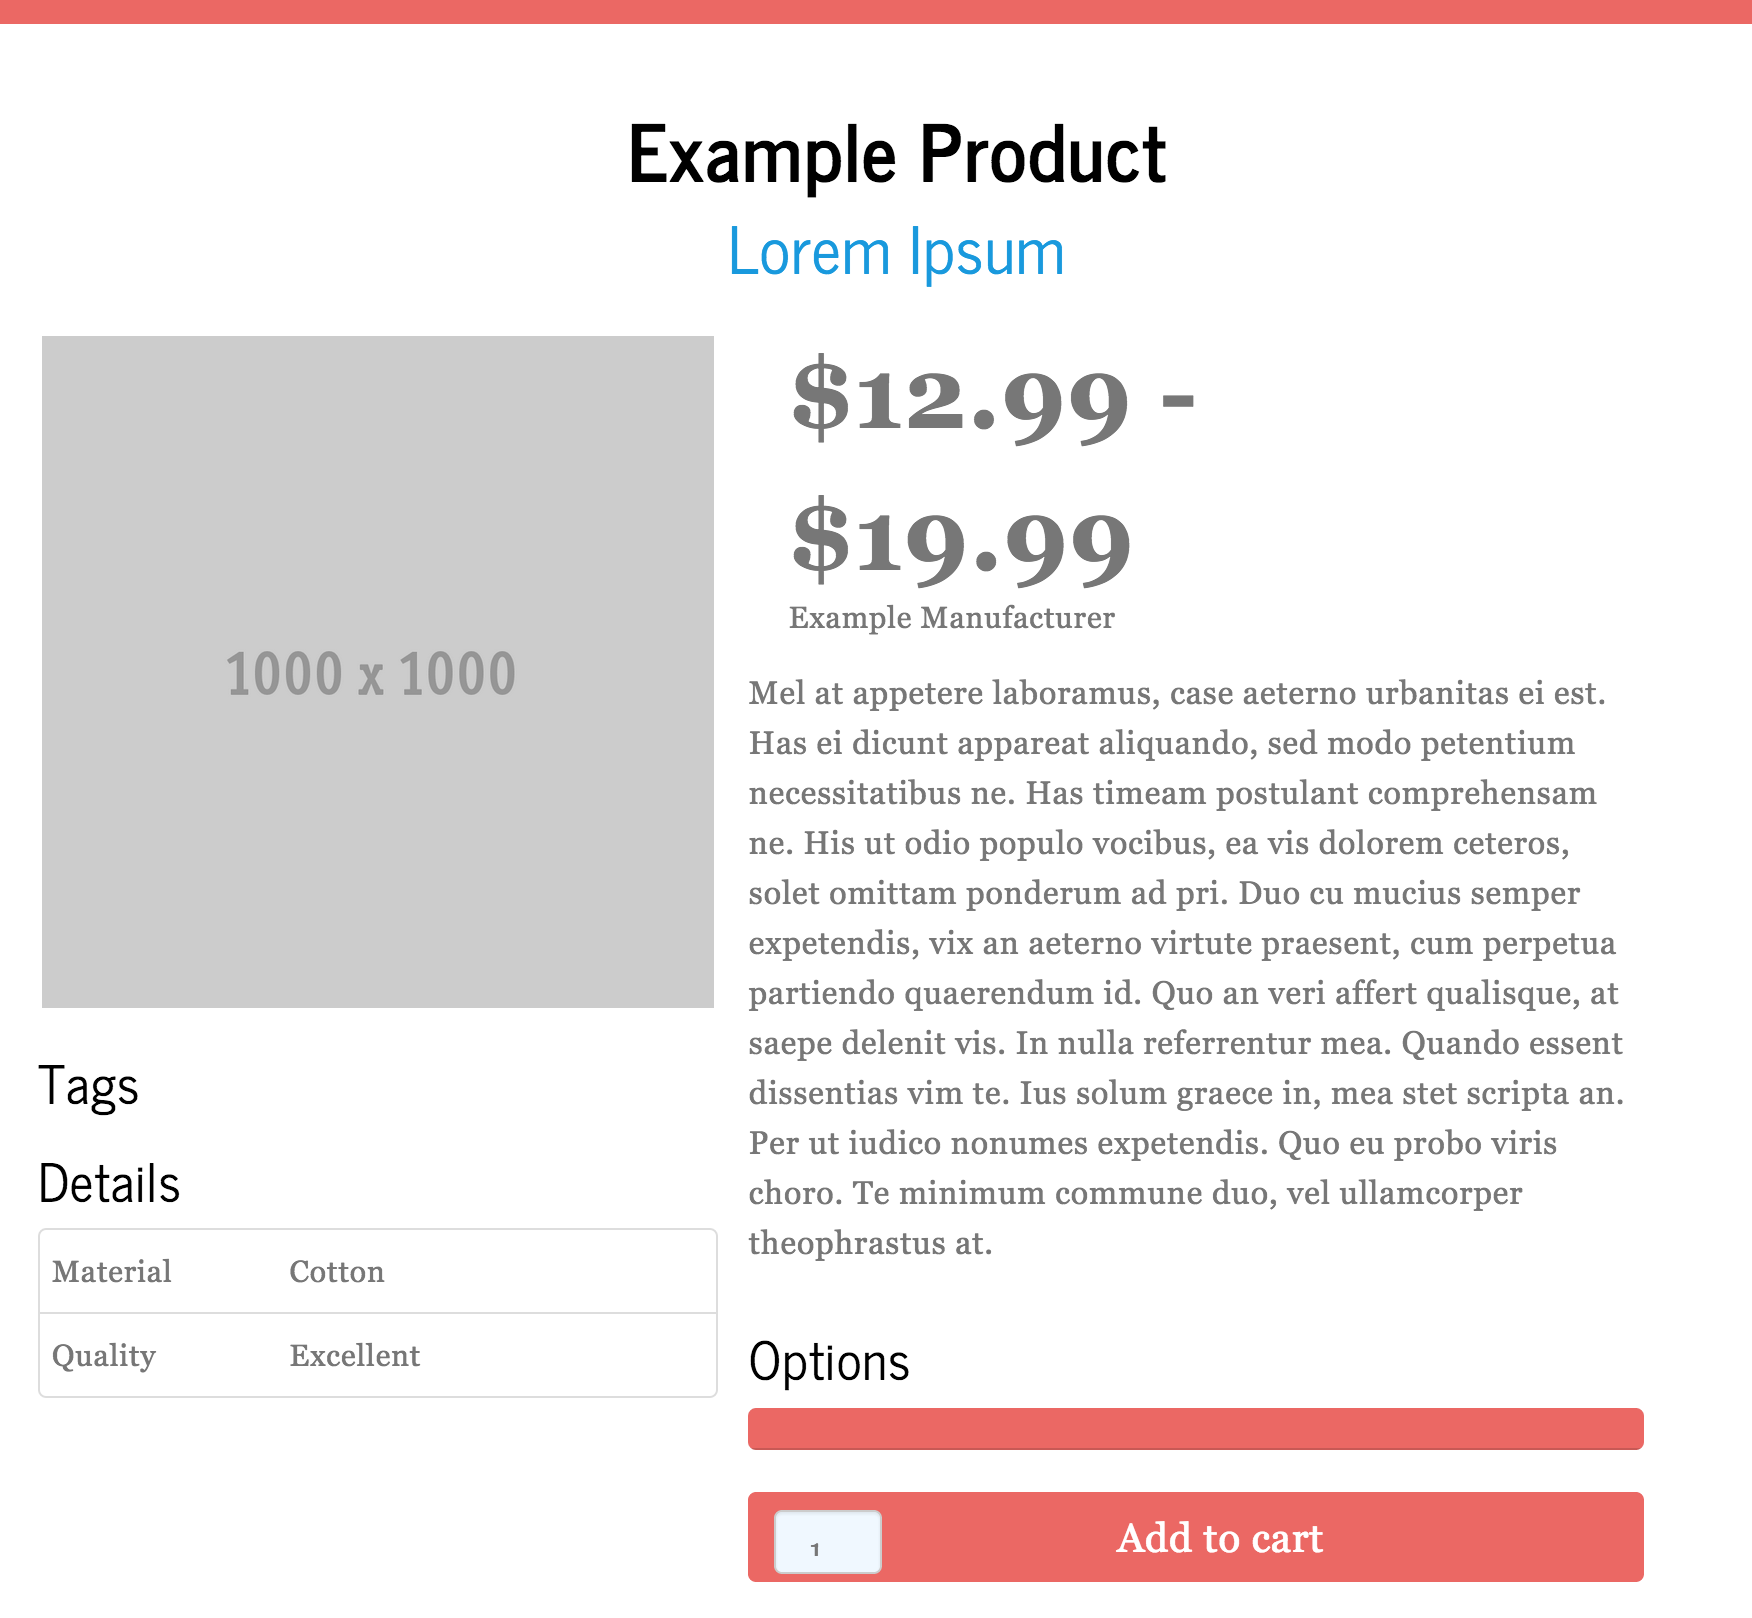 Example Product
Lorem Ipsum
1000 x 1000
$12.99 -
$19.99
Example Manufacturer
Mel at appetere laboramus, case aeterno urbanitas ei est.
Has ei dicunt appareat aliquando, sed modo petentium
necessitatibus ne. Has timeam postulant comprehensam
ne. His ut odio populo vocibus, ea vis dolorem ceteros,
solet omittam ponderum ad pri. Duo cu mucius semper
expetendis, vix an aeterno virtute praesent, cum perpetua
partiendo quaerendum id. Quo an veri affert qualisque, at
saepe delenit vis. In nulla referrentur mea. Quando essent
dissentias vim te. Ius solum graece in, mea stet scripta an.
Per ut iudico nonumes expetendis. Quo eu probo viris
choro. Te minimum commune duo, vel ullamcorper
theophrastus at.
Tags
Details
Material Cotton
Quality Excellent
Options
1 Add to cart